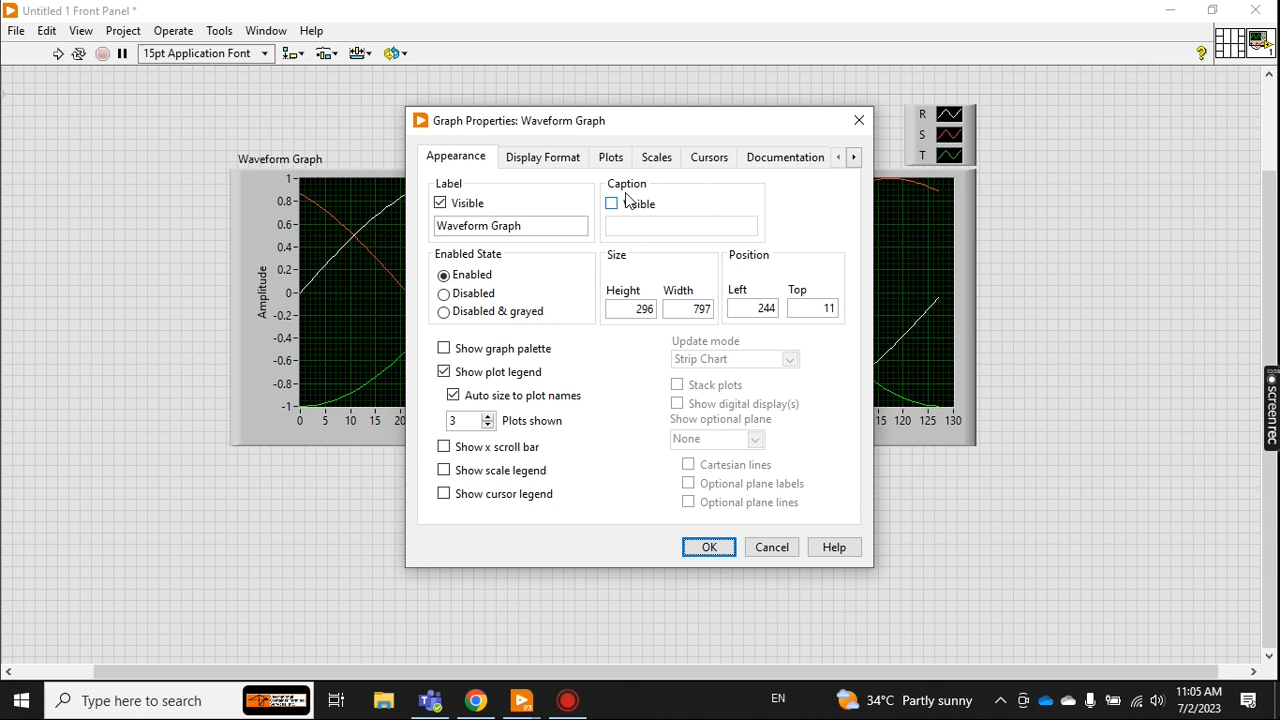 Untitled 1 Front Panel *
File Edit View Project Operate Tools Window Help
15pt Application Font
Graph Properties: Waveform Graph
R
S
T
Waveform Graph
Appearance Display Format Plots Scales Cursors Documentation
Label
Visible
Waveform Graph
Caption
Visible
Enabled State
Enabled
Disabled
Disabled & grayed
Size
Height Width
296 797
Position
Left Top
244 11
Show graph palette
Show plot legend
Auto size to plot names
3 Plots shown
Show x scroll bar
Show scale legend
Show cursor legend
Update mode
Strip Chart
Stack plots
Show digital display(s)
Show optional plane
None
Cartesian lines
Optional plane labels
Optional plane lines
OK Cancel Help
Amplitude
1
0.8
0.6
0.4
0.2
0
-0.2
-0.4
-0.6
-0.8
-1
0 5 10 15 20
15 120 125 130
screenrec
Type here to search
EN
34°C Partly sunny
11:05 AM
7/2/2023